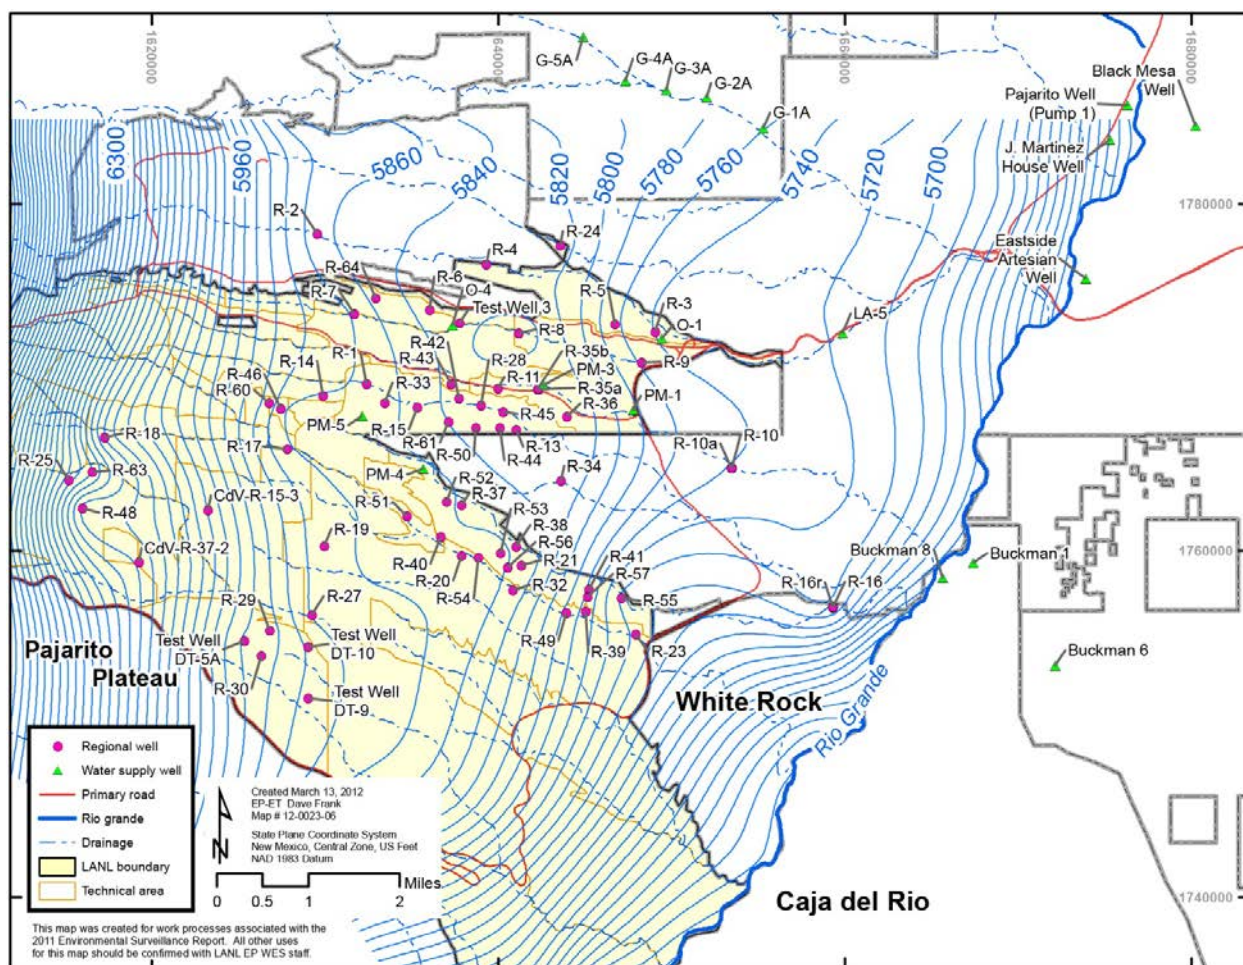 1620000
1640000
1660000
1680000
G-5A
G-4A
G-3A
G-2A
G-1A
Black Mesa
Well
Pajarito Well
(Pump 1)
J. Martinez
House Well
6300
5960
5860
5840
5820
5800
5780
5760
5740
5720
5700
1780000
R-2
R-24
R-4
Eastside
Artesian
Well
R-64
R-6
O-4
R-7
Test Well 3
R-5
R-3
O-1
LA-5
R-8
R-42
R-43
R-28
R-35b
R-1
R-14
R-11
PM-3
R-9
R-46
R-33
R-35a
R-60
R-45
R-36
PM-1
PM-5
R-15
R-18
R-17
R-61
R-13
R-10
R-50
R-44
R-10a
R-25
R-63
PM-4
R-52
R-34
R-37
R-48
CdV-R-15-3
R-51
R-53
R-38
R-19
R-56
CdV-R-37-2
R-40
R-21
R-41
Buckman 8
Buckman 1
1760000
R-20
R-57
R-32
R-16r
R-16
R-54
R-55
R-29
R-27
R-49
R-39
R-23
Pajarito
Plateau
Test Well
DT-5A
Test Well
DT-10
R-30
Test Well
DT-9
Buckman 6
White Rock
Rio Grande
Regional well
Water supply well
Primary road
Rio grande
Drainage
LANL boundary
Technical area
N
Created March 13, 2012
EP-ET Dave Frank
Map # 12-0023-06
State Plane Coordinate System
New Mexico, Central Zone, US Feet
NAD 1983 Datum
Miles
0 0.5 1 2
Caja del Rio
1740000
This map was created for work processes associated with the
2011 Environmental Surveillance Report. All other uses
for this map should be confirmed with LANL EP WES staff.